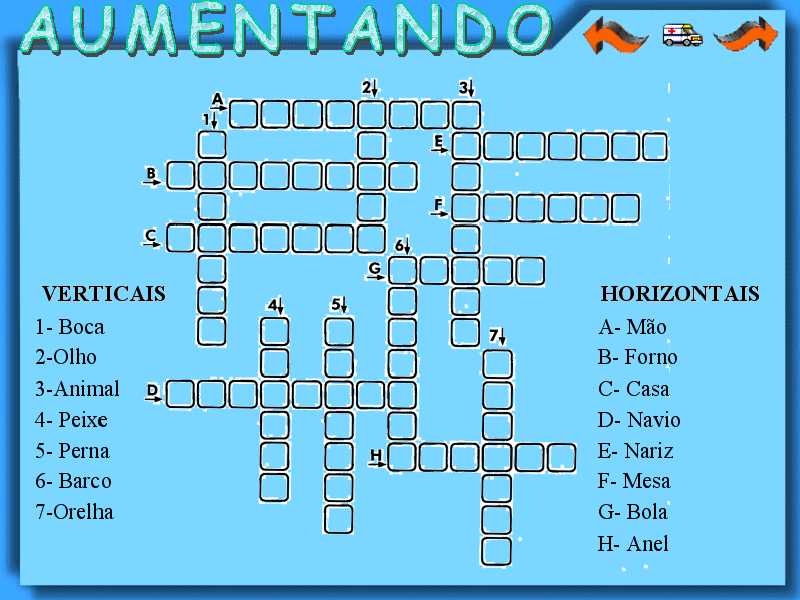 AUMENTANDO
2
3
A
1
E
B
F
C
6
G
VERTICAIS
HORIZONTAIS
4
5
1- Boca
A- Mão
7
2-Olho
B- Forno
3-Animal
D
C- Casa
4- Peixe
D- Navio
5- Perna
H
E- Nariz
6- Barco
F- Mesa
7-Orelha
G- Bola
H- Anel